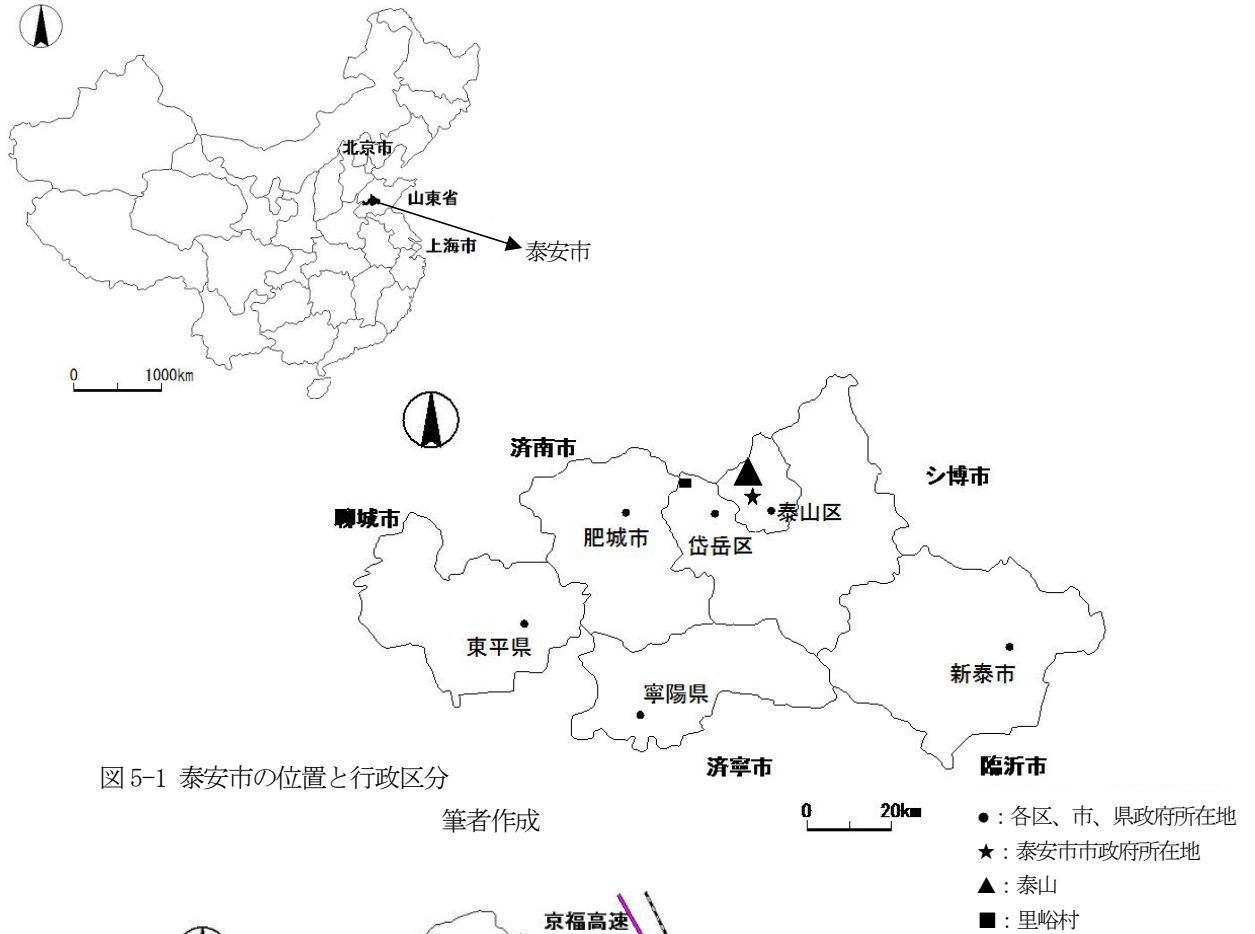 北京市
山東省
上海市
泰安市
0 1000km
済南市
シ博市
聊城市
泰山区
肥城市
岱岳区
東平県
新泰市
寧陽県
済寧市
臨沂市
図5-1 泰安市の位置と行政区分
筆者作成
0 20km
●：各区、市、県政府所在地
★：泰安市市政府所在地
▲：泰山
■：里峪村
京福高速